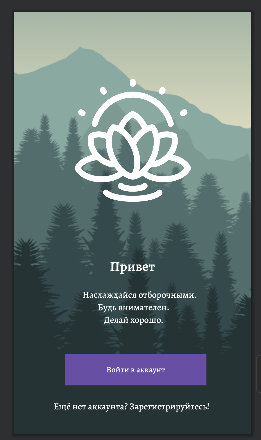 Привет
Наслаждайся отборочными.
Будь внимателен.
Делай хорошо.
Войти в аккаунт
Ещё нет аккаунта? Зарегистрируйтесь!